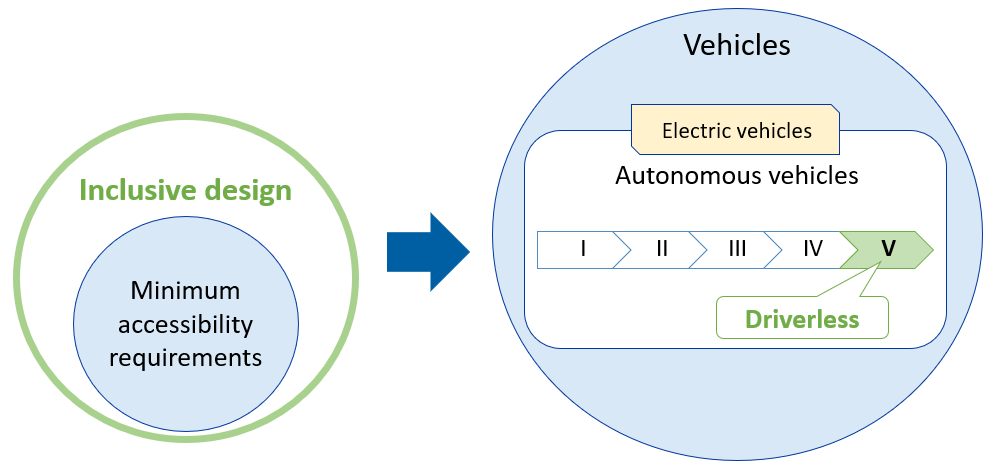 Inclusive design
Minimum
accessibility
requirements
Vehicles
Electric vehicles
Autonomous vehicles
I II III IV V
Driverless